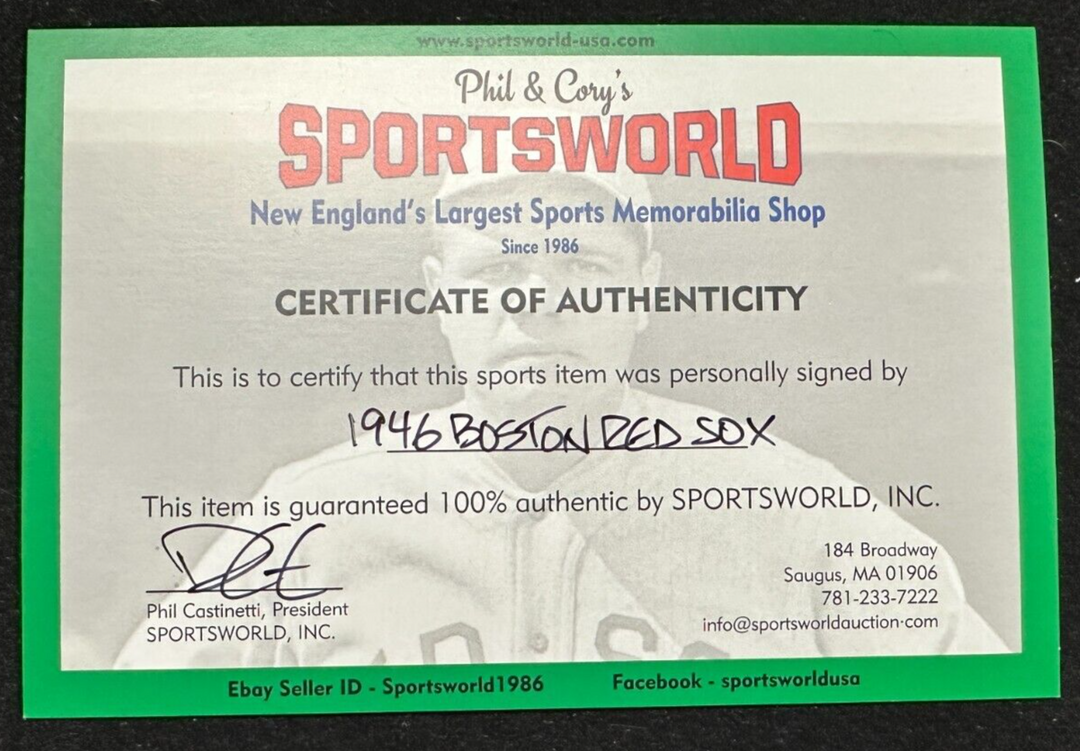 www.sportsworld-usa.com
Phil & Cory's
SPORTSWORLD
New England's Largest Sports Memorabilia Shop
Since 1986
CERTIFICATE OF AUTHENTICITY
This is to certify that this sports item was personally signed by
1946 BOSTON RED SOX
This item is guaranteed 100% authentic by SPORTSWORLD, INC.
Phil Castinetti, President
SPORTSWORLD, INC.
184 Broadway
Saugus, MA 01906
781-233-7222
info@sportsworldauction.com
Ebay Seller ID - Sportsworld1986
Facebook - sportsworldusa